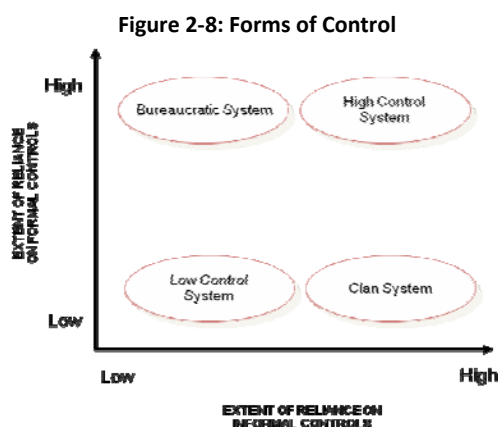 Figure 2-8: Forms of Control
High
Bureaucratic System
High Control
System
EXTENT OF RELIANCE
ON FORMAL CONTROLS
Low Control
System
Clan System
Low
Low
High
EXTENT OF RELIANCE ON
INFORMAL CONTROLS